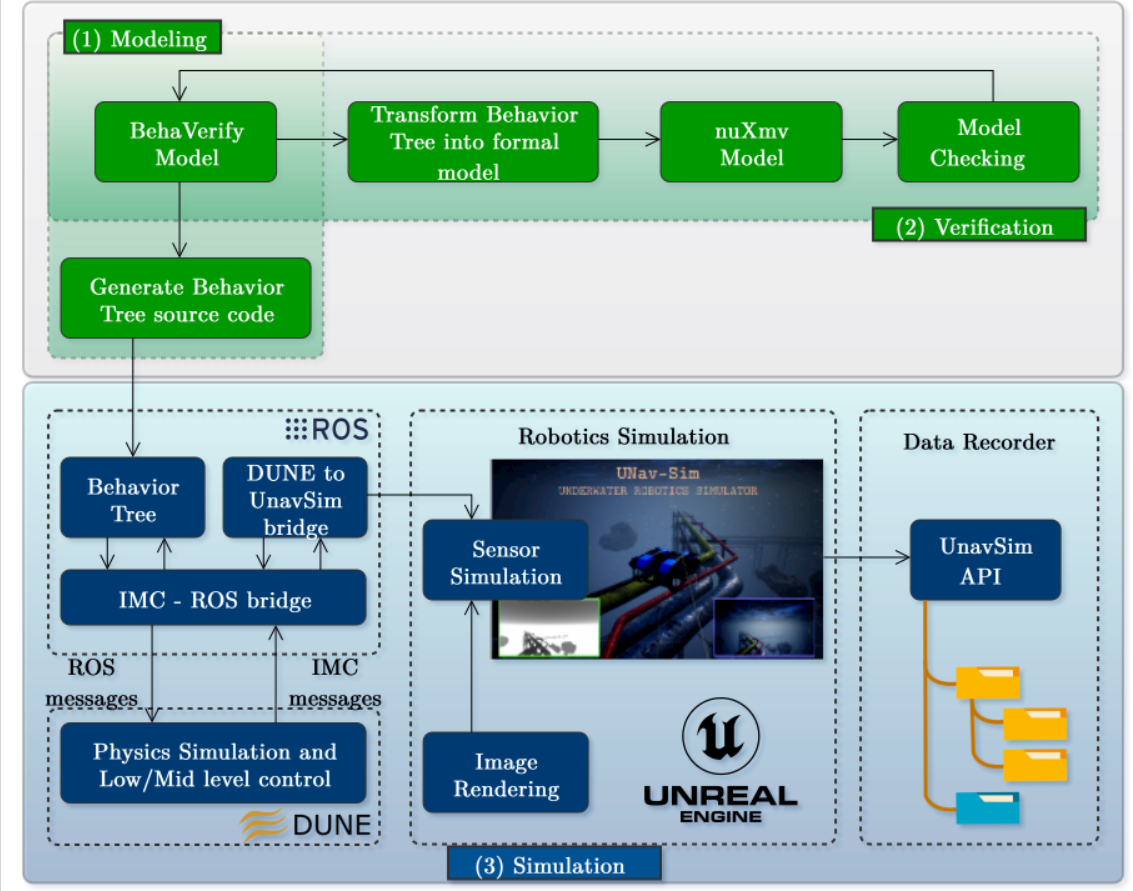 (1) Modeling
BehaVerify
Model
Transform Behavior
Tree into formal
model
nuXmv
Model
Model
Checking
(2) Verification
Generate Behavior
Tree source code
ROS
Behavior
Tree
DUNE to
UnavSim
bridge
IMC - ROS bridge
ROS
messages
IMC
messages
Physics Simulation and
Low/Mid level control
DUNE
Robotics Simulation
UNav-Sim
UNDERWATER ROBOTICS SIMULATOR
Sensor
Simulation
Image
Rendering
UNREAL
ENGINE
Data Recorder
UnavSim
API
(3) Simulation